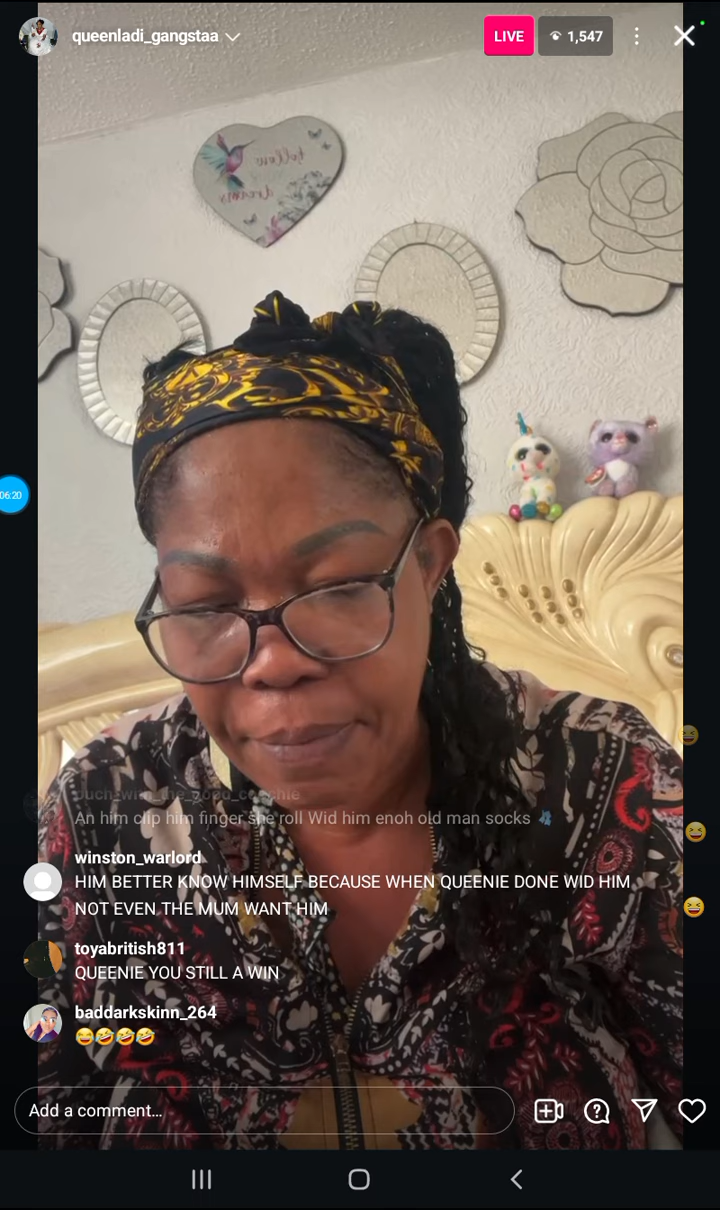 queenladi_gangstaa
LIVE
1,547
follow
dreams
06:20
An him clip him finger she roll Wid him enoh old man socks 🧦
winston_warlord
HIM BETTER KNOW HIMSELF BECAUSE WHEN QUEENIE DONE WID HIM
NOT EVEN THE MUM WANT HIM
toyabritish811
QUEENIE YOU STILL A WIN
baddarkskinn_264
😂🤣🤣🤣
Add a comment…